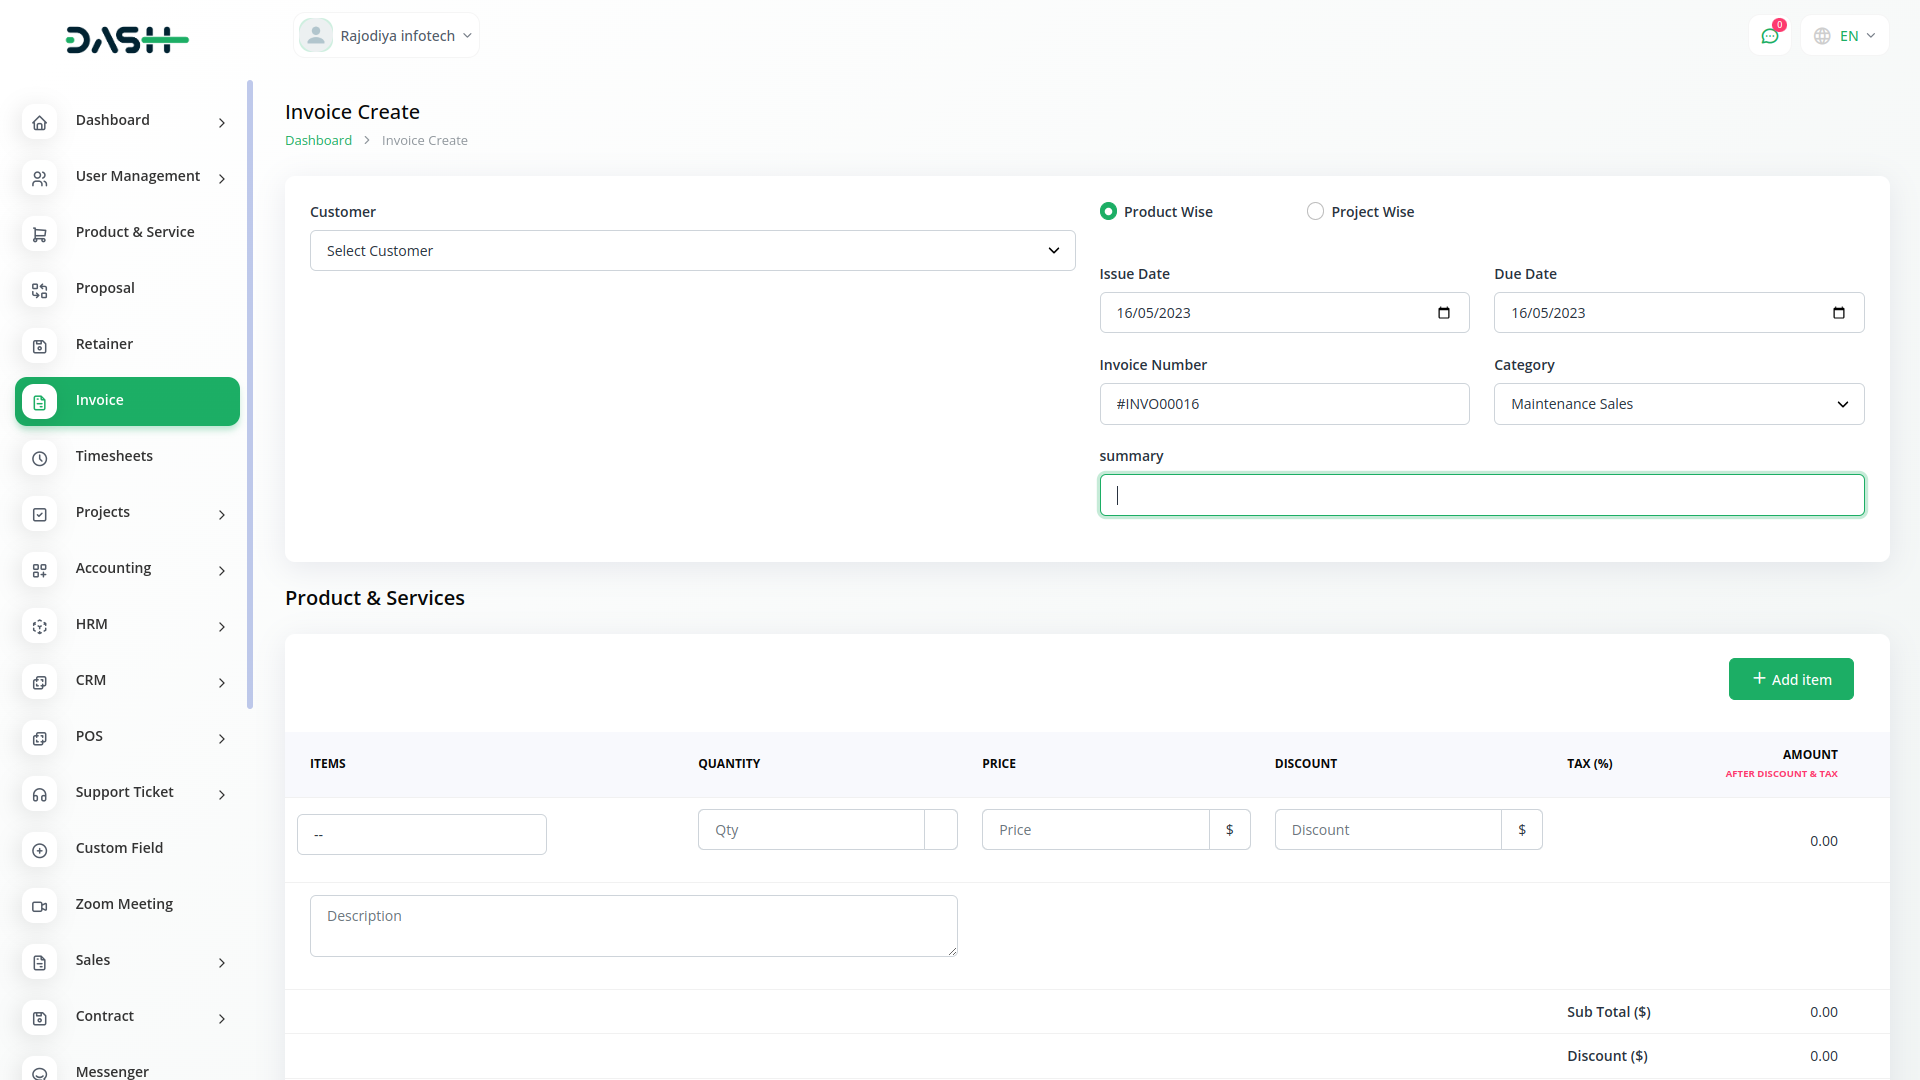 DASH
Rajodiya infotech
0
EN
Dashboard
User Management
Product & Service
Proposal
Retainer
Invoice
Timesheets
Projects
Accounting
HRM
CRM
POS
Support Ticket
Custom Field
Zoom Meeting
Sales
Contract
Messenger
Invoice Create
Dashboard > Invoice Create
Customer
Select Customer
Product Wise
Project Wise
Issue Date
Due Date
16/05/2023
16/05/2023
Invoice Number
Category
#INVO00016
Maintenance Sales
summary
Product & Services
+ Add item
ITEMS QUANTITY PRICE DISCOUNT TAX (%) AMOUNT
AFTER DISCOUNT & TAX
-- Qty Price $ Discount $ 0.00
Description
Sub Total ($) 0.00
Discount ($) 0.00